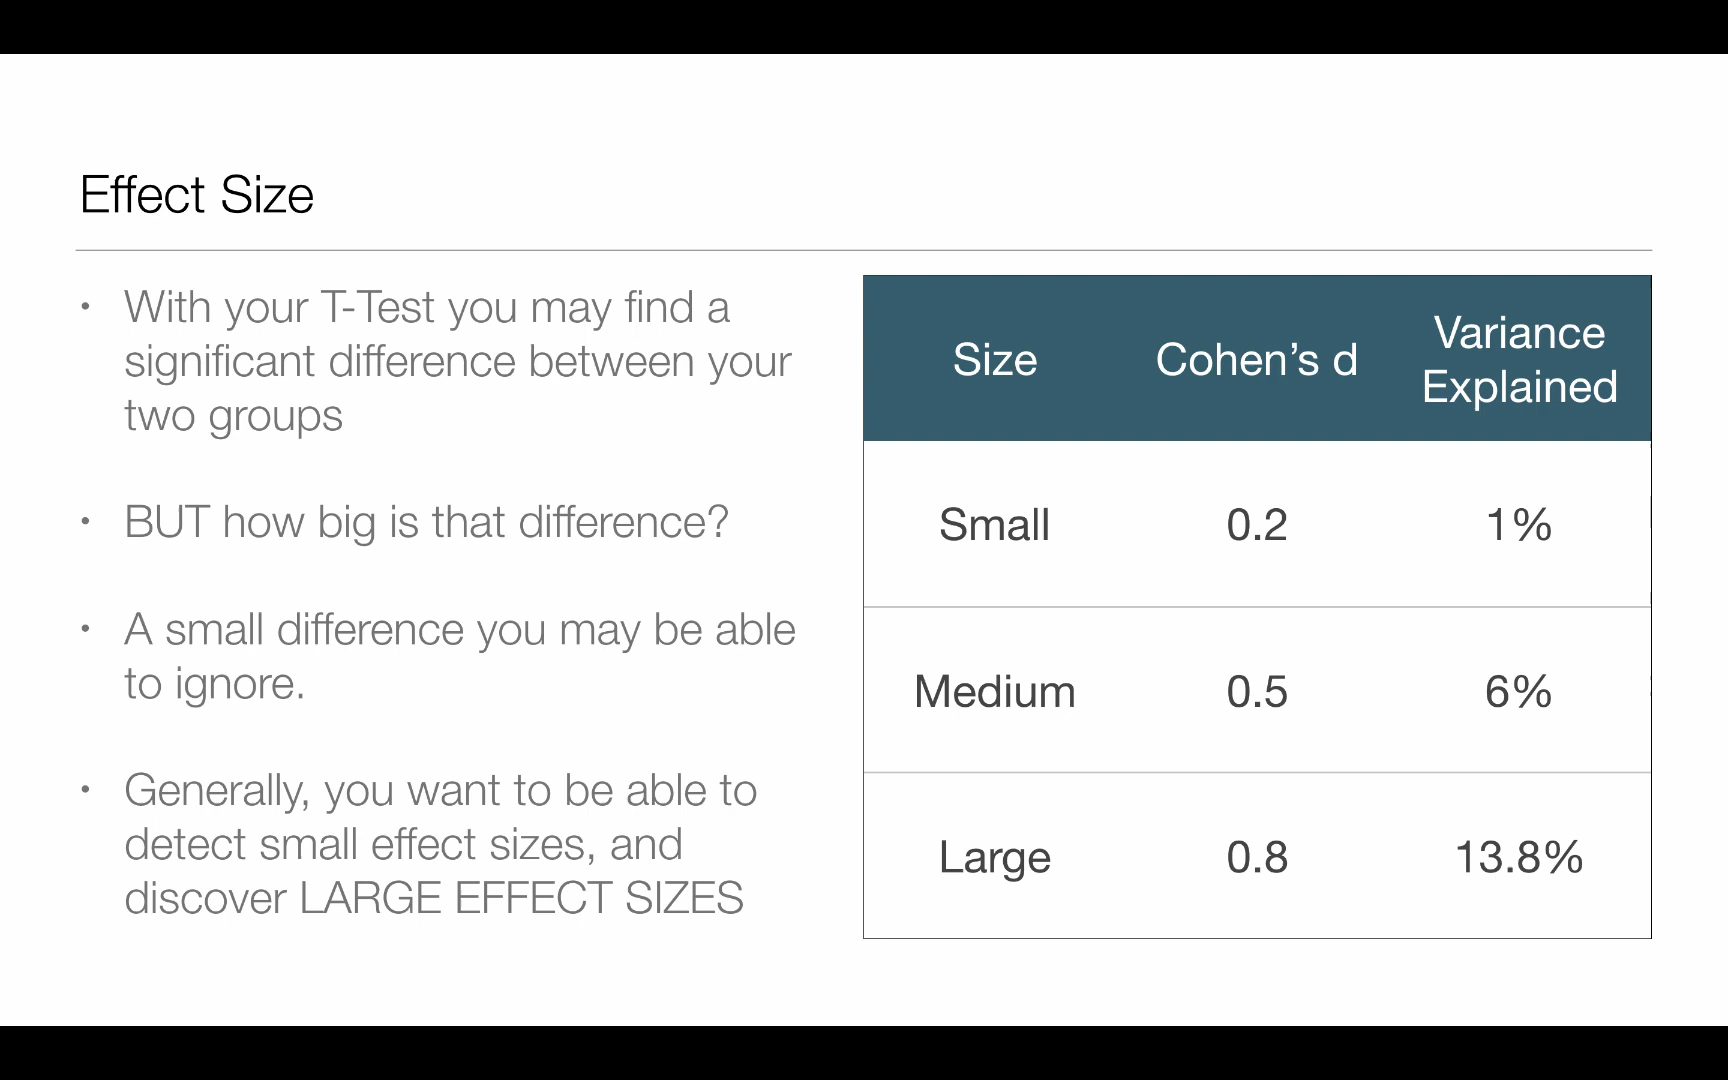 Effect Size
• With your T-Test you may find a
significant difference between your
two groups
• BUT how big is that difference?
• A small difference you may be able
to ignore.
• Generally, you want to be able to
detect small effect sizes, and
discover LARGE EFFECT SIZES
Size Cohen’s d Variance Explained
Small 0.2 1%
Medium 0.5 6%
Large 0.8 13.8%